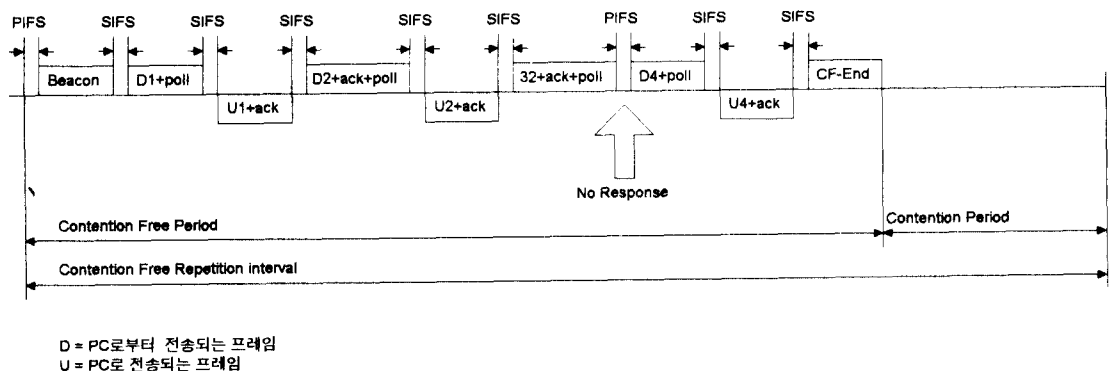 PIFS SIFS SIFS SIFS SIFS SIFS PIFS SIFS SIFS
Beacon D1+poll D2+ack+poll 32+ack+poll D4+poll CF-End
U1+ack U2+ack U4+ack
No Response
Contention Free Period Contention Period
Contention Free Repetition interval
D = PC로부터 전송되는 프레임
U = PC로 전송되는 프레임